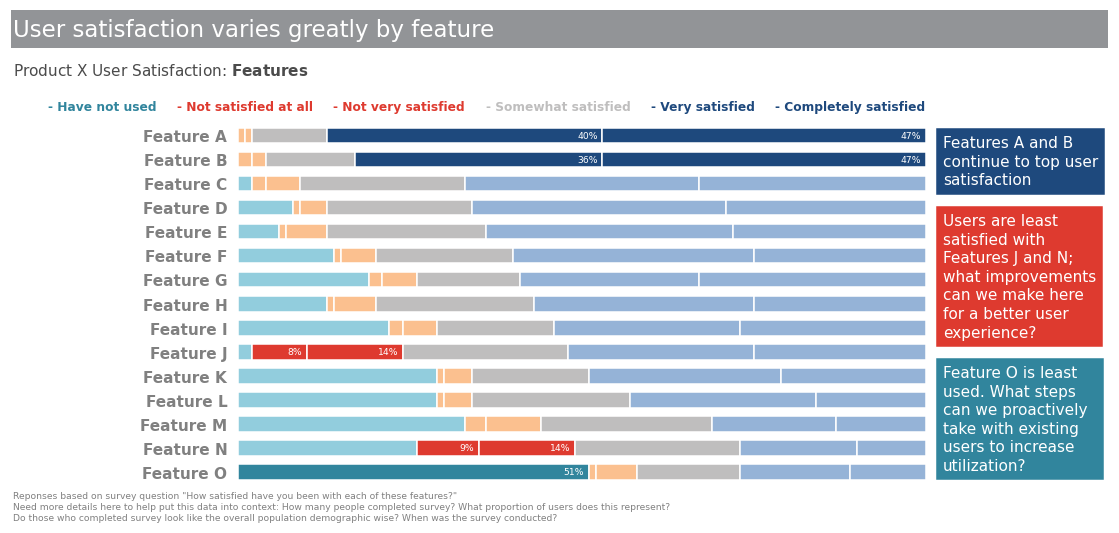 User satisfaction varies greatly by feature
Product X User Satisfaction: Features
- Have not used - Not satisfied at all - Not very satisfied - Somewhat satisfied - Very satisfied - Completely satisfied
Feature A 40% 47%
Feature B 36% 47%
Feature C
Feature D
Feature E
Feature F
Feature G
Feature H
Feature I
Feature J 8% 14%
Feature K
Feature L
Feature M
Feature N 9% 14%
Feature O 51%
Features A and B
continue to top user
satisfaction
Users are least
satisfied with
Features J and N;
what improvements
can we make here
for a better user
experience?
Feature O is least
used. What steps
can we proactively
take with existing
users to increase
utilization?
Reponses based on survey question "How satisfied have you been with each of these features?"
Need more details here to help put this data into context: How many people completed survey? What proportion of users does this represent?
Do those who completed survey look like the overall population demographic wise? When was the survey conducted?